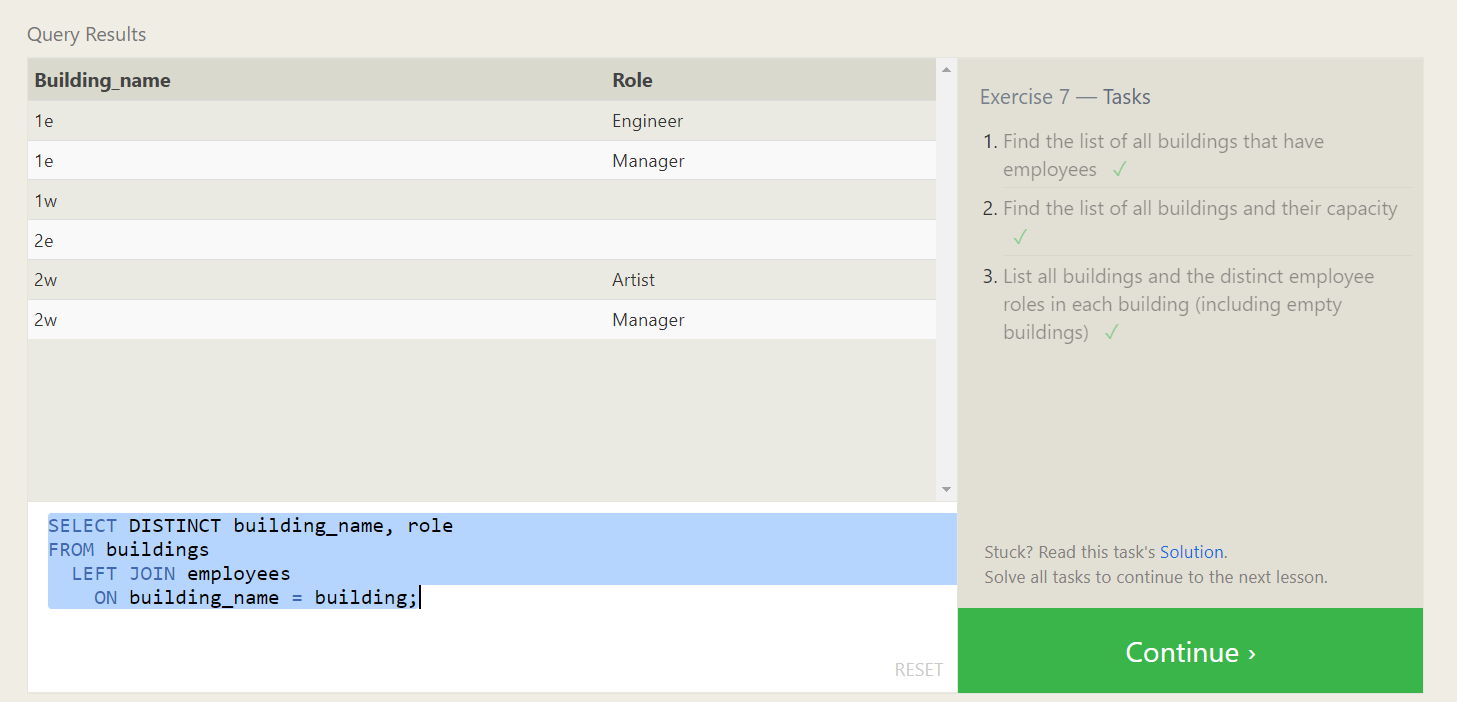 Query Results
Building_name Role
1e Engineer
1e Manager
1w
2e
2w Artist
2w Manager
SELECT DISTINCT building_name, role
FROM buildings
  LEFT JOIN employees
    ON building_name = building;
RESET
Exercise 7 — Tasks
1. Find the list of all buildings that have
employees ✓
2. Find the list of all buildings and their capacity
✓
3. List all buildings and the distinct employee
roles in each building (including empty
buildings) ✓
Stuck? Read this task's Solution.
Solve all tasks to continue to the next lesson.
Continue ›